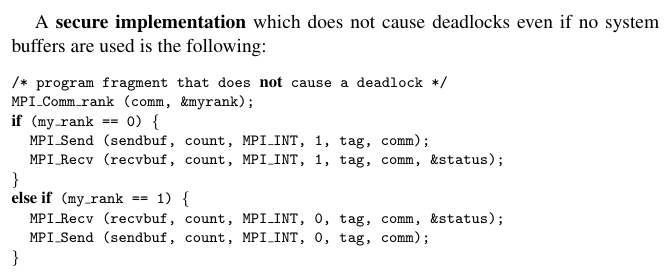 A secure implementation which does not cause deadlocks even if no system
buffers are used is the following:
/* program fragment that does not cause a deadlock */
MPI_Comm_rank (comm, &myrank);
if (my_rank == 0) {
MPI_Send (sendbuf, count, MPI_INT, 1, tag, comm);
MPI_Recv (recvbuf, count, MPI_INT, 1, tag, comm, &status);
}
else if (my_rank == 1) {
MPI_Recv (recvbuf, count, MPI_INT, 0, tag, comm, &status);
MPI_Send (sendbuf, count, MPI_INT, 0, tag, comm);
}